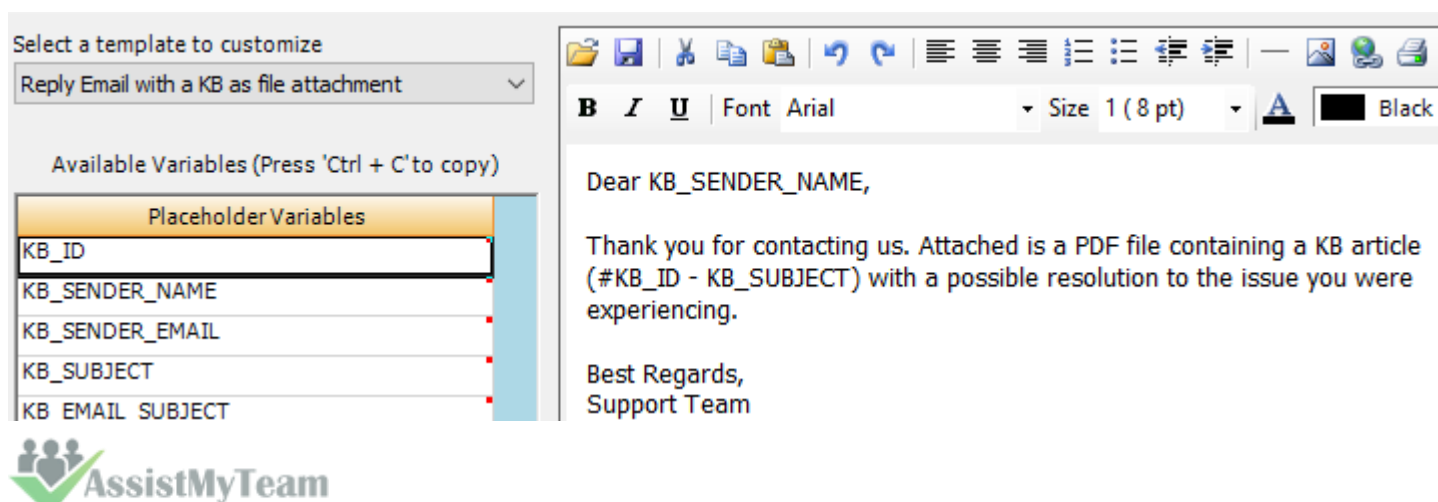 Select a template to customize
Reply Email with a KB as file attachment
Available Variables (Press 'Ctrl + C' to copy)
Placeholder Variables
KB_ID
KB_SENDER_NAME
KB_SENDER_EMAIL
KB_SUBJECT
KB_EMAIL_SUBJECT
B I U Font Arial Size 1 ( 8 pt) A Black
Dear KB_SENDER_NAME,
Thank you for contacting us. Attached is a PDF file containing a KB article
(#KB_ID - KB_SUBJECT) with a possible resolution to the issue you were
experiencing.
Best Regards,
Support Team
AssistMyTeam